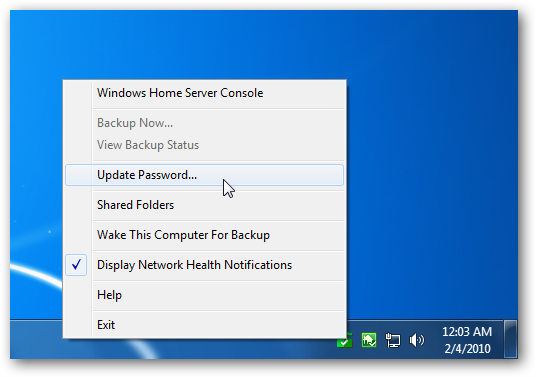 Windows Home Server Console
Backup Now...
View Backup Status
Update Password...
Shared Folders
Wake This Computer For Backup
Display Network Health Notifications
Help
Exit
12:03 AM
2/4/2010